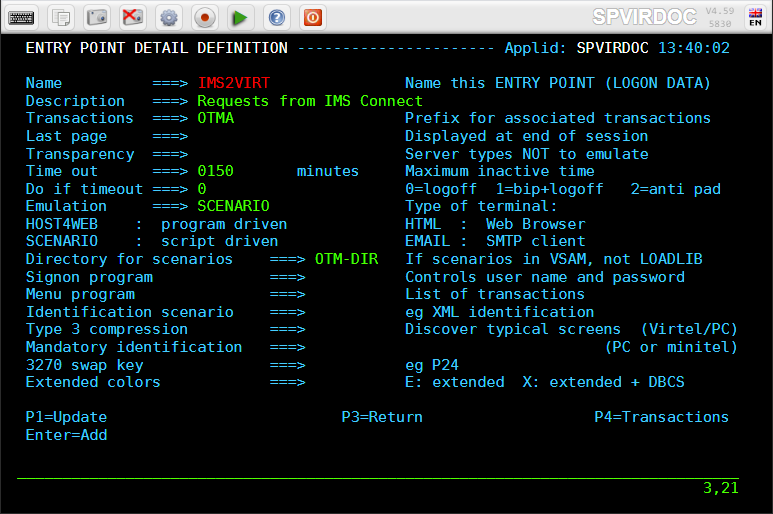 SPVIRDOC V4.59 5830 EN
ENTRY POINT DETAIL DEFINITION ---------------------- Applid: SPVIRDOC 13:40:02
Name ===> IMS2VIRT Name this ENTRY POINT (LOGON DATA)
Description ===> Requests from IMS Connect
Transactions ===> OTMA Prefix for associated transactions
Last page ===> Displayed at end of session
Transparency ===> Server types NOT to emulate
Time out ===> 0150 minutes Maximum inactive time
Do if timeout ===> 0 0=logoff 1=bip+logoff 2=anti pad
Emulation ===> SCENARIO Type of terminal:
HOST4WEB : program driven HTML : Web Browser
SCENARIO : script driven EMAIL : SMTP client
Directory for scenarios ===> OTM-DIR If scenarios in VSAM, not LOADLIB
Signon program ===> Controls user name and password
Menu program ===> List of transactions
Identification scenario ===> eg XML identification
Type 3 compression ===> Discover typical screens (Virtel/PC)
Mandatory identification ===> (PC or minitel)
3270 swap key ===> eg P24
Extended colors ===> E: extended X: extended + DBCS
P1=Update P3=Return P4=Transactions
Enter=Add
3,21